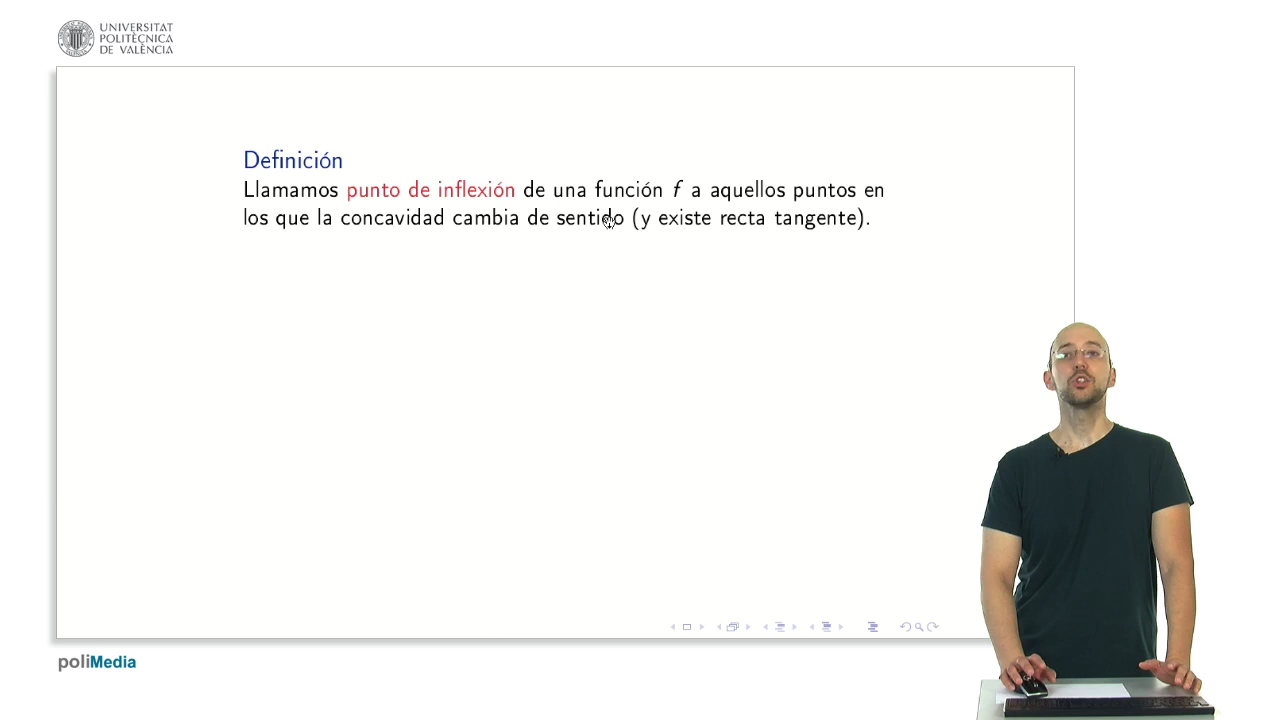 UNIVERSITAT
POLITÈCNICA
DE VALÈNCIA
Definición
Llamamos punto de inflexión de una función f a aquellos puntos en
los que la concavidad cambia de sentido (y existe recta tangente).
poliMedia